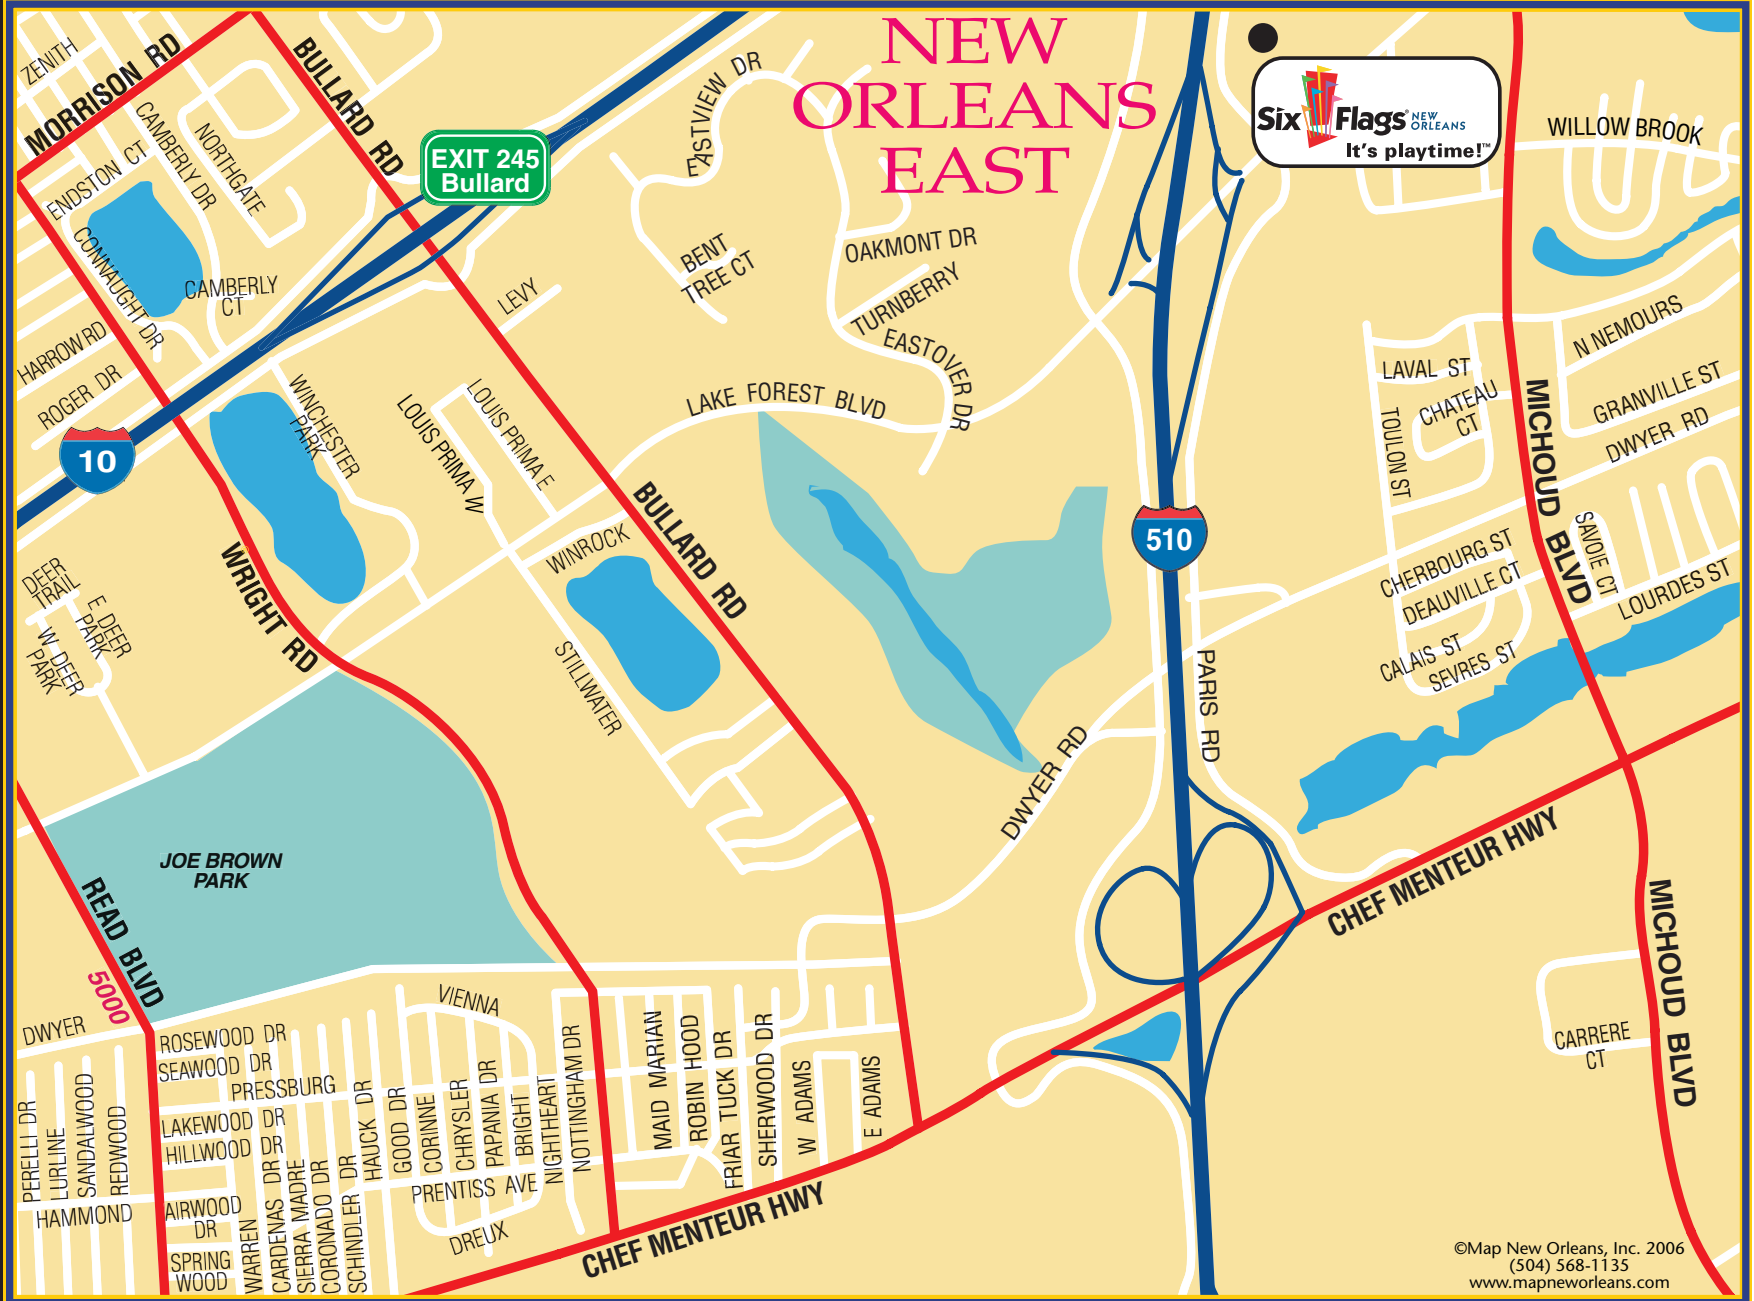 NEW
ORLEANS
EAST
Six Flags NEW
ORLEANS
It's playtime!™
EXIT 245
Bullard
ZENITH
MORRISON RD
BULLARD RD
CAMBERLY DR
NORTHGATE
ENDSTON CT
CONNAUGHT DR
CAMBERLY
CT
HARROW RD
ROGER DR
10
EASTVIEW DR
BENT
TREE CT
OAKMONT DR
TURNBERRY
EASTOVER DR
LEVY
LAKE FOREST BLVD
WINCHESTER
PARK
LOUIS PRIMA W
LOUIS PRIMA E
WINROCK
BULLARD RD
STILLWATER
WRIGHT RD
DEER
TRAIL
E DEER
PARK
W DEER
PARK
510
PARIS RD
DWYER RD
WILLOW BROOK
N NEMOURS
GRANVILLE ST
DWYER RD
LAVAL ST
CHATEAU
CT
TOULON ST
MICHOUD BLVD
SAVOIE CT
LOURDES ST
CHERBOURG ST
DEAUVILLE CT
CALAIS ST
SEVRES ST
CHEF MENTEUR HWY
MICHOUD BLVD
CARRERE
CT
JOE BROWN
PARK
READ BLVD
5000
DWYER
ROSEWOOD DR
SEAWOOD DR
PRESSBURG
LAKEWOOD DR
HILLWOOD DR
AIRWOOD
DR
SPRING
WOOD
PERELLI DR
LURLINE
SANDALWOOD
REDWOOD
HAMMOND
WARREN
CARDENAS DR
SIERRA MADRE
CORONADO DR
SCHINDLER DR
HAUCK DR
GOOD DR
CORINNE
CHRYSLER
PAPANIA DR
BRIGHT
NIGHTHEART
NOTTINGHAM DR
VIENNA
PRENTISS AVE
DREUX
MAID MARIAN
ROBIN HOOD
FRIAR TUCK DR
SHERWOOD DR
W ADAMS
E ADAMS
CHEF MENTEUR HWY
©Map New Orleans, Inc. 2006
(504) 568-1135
www.mapneworleans.com